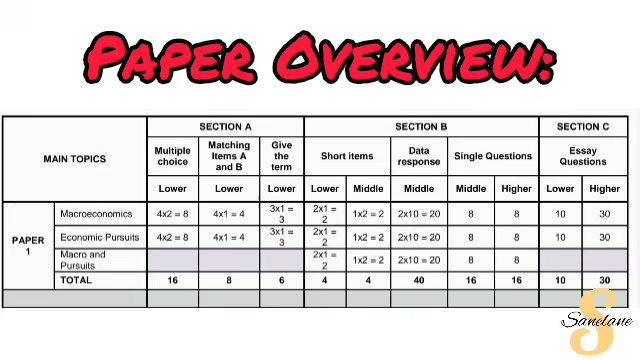 PAPER OVERVIEW:
SECTION A SECTION B SECTION C
MAIN TOPICS
Multiple choice Matching Items A and B Give the term Short items Data response Single Questions Essay Questions
Lower Lower Lower Lower Middle Middle Middle Higher Lower Higher
PAPER 1
Macroeconomics 4x2 = 8 4x1 = 4 3x1 = 3 2x1 = 2 1x2 = 2 2x10 = 20 8 8 10 30
Economic Pursuits 4x2 = 8 4x1 = 4 3x1 = 3 2x1 = 2 1x2 = 2 2x10 = 20 8 8 10 30
Macro and Pursuits 2x1 = 2 1x2 = 2 2x10 = 20 8 8
TOTAL 16 8 6 4 4 40 16 16 10 30
S
Sanelane